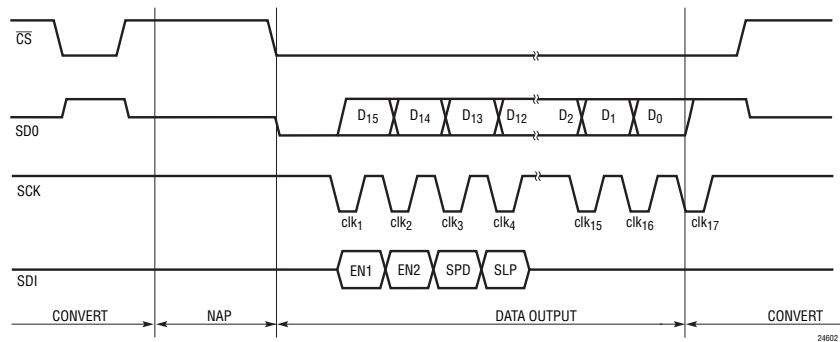 CS
SD0
D15 D14 D13 D12 D2 D1 D0
SCK
clk1 clk2 clk3 clk4 clk15 clk16 clk17
SDI
EN1 EN2 SPD SLP
CONVERT NAP DATA OUTPUT CONVERT
24602